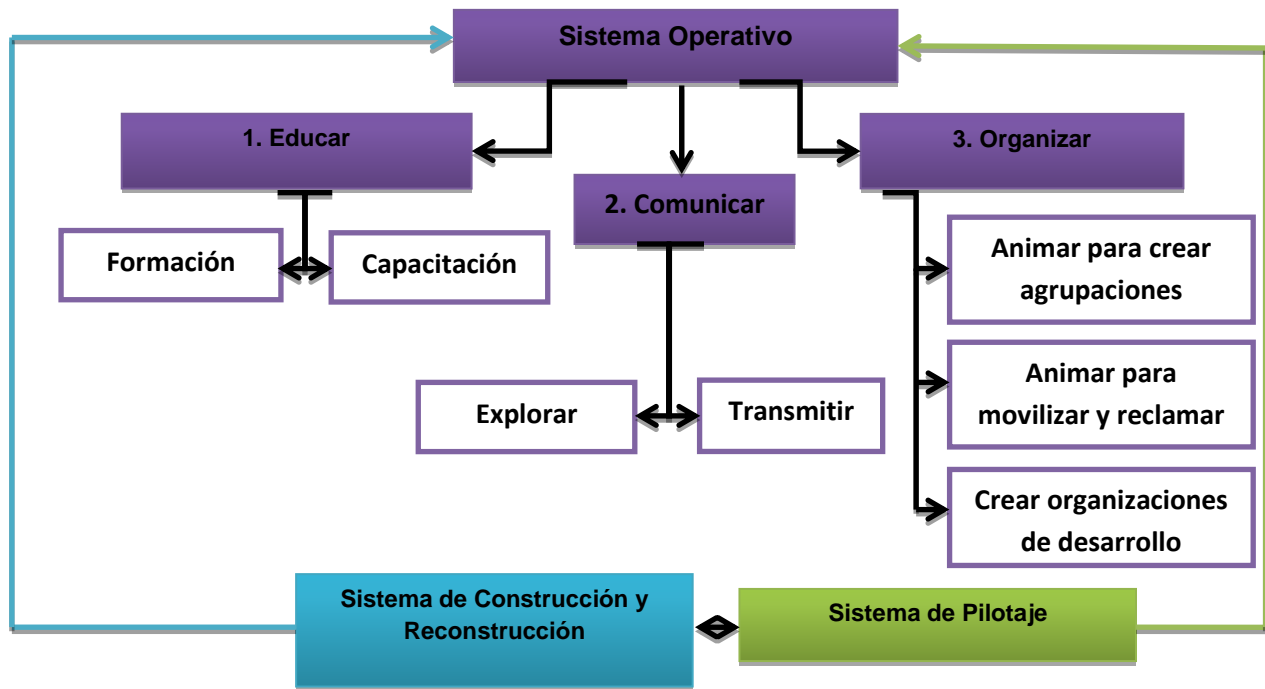 Sistema Operativo
1. Educar
3. Organizar
2. Comunicar
Formación
Capacitación
Animar para crear
agrupaciones
Animar para
movilizar y reclamar
Explorar
Transmitir
Crear organizaciones
de desarrollo
Sistema de Construcción y
Reconstrucción
Sistema de Pilotaje